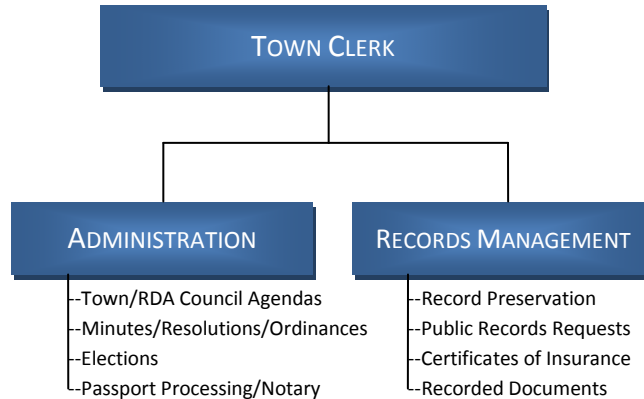 TOWN CLERK
ADMINISTRATION
--Town/RDA Council Agendas
--Minutes/Resolutions/Ordinances
--Elections
--Passport Processing/Notary
RECORDS MANAGEMENT
--Record Preservation
--Public Records Requests
--Certificates of Insurance
--Recorded Documents